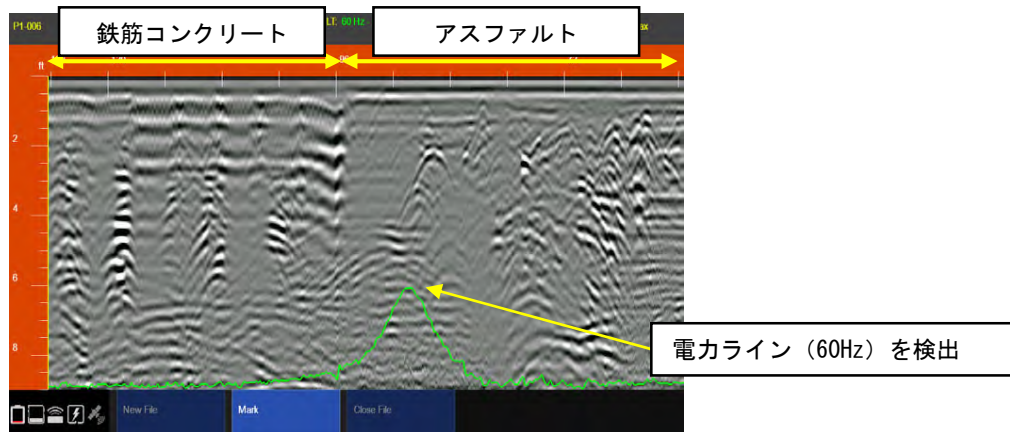 P1-006
鉄筋コンクリート
LT: 60 Hz
アスファルト
ft
2
4
6
8
電力ライン（60Hz）を検出
New File
Mark
Close File